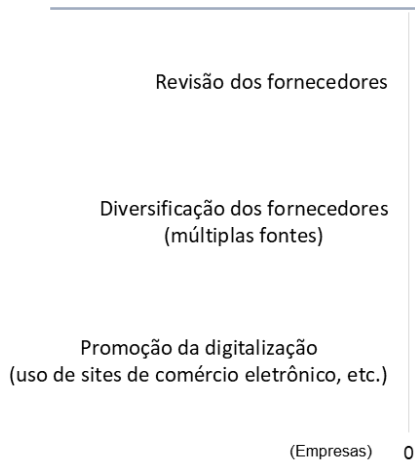 Revisão dos fornecedores
Diversificação dos fornecedores
(múltiplas fontes)
Promoção da digitalização
(uso de sites de comércio eletrônico, etc.)
(Empresas) 0